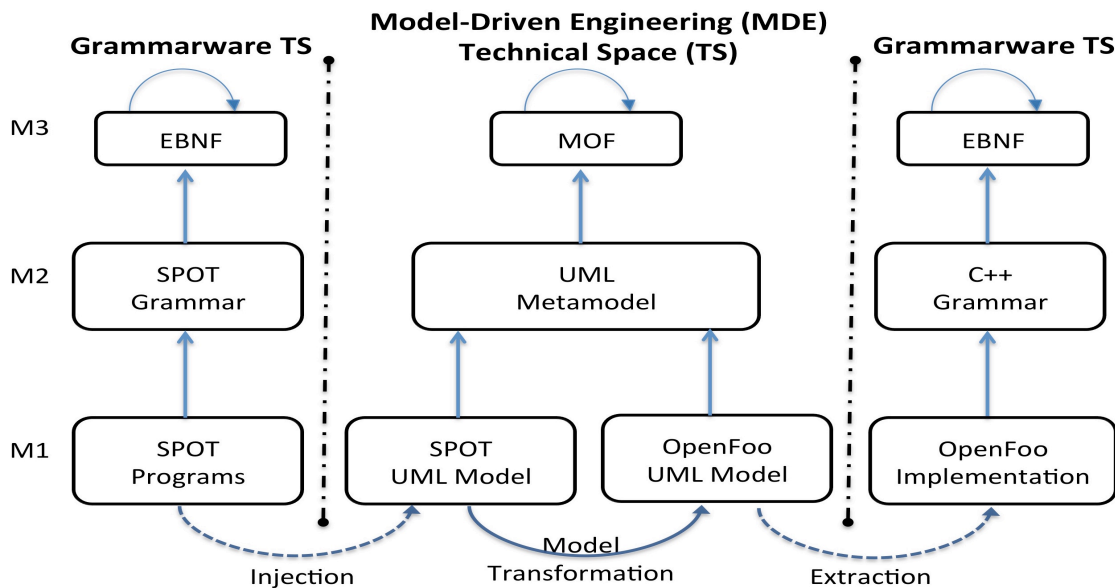 Model-Driven Engineering (MDE)
Technical Space (TS)
Grammarware TS
Grammarware TS
M3
EBNF
MOF
EBNF
M2
SPOT
Grammar
UML
Metamodel
C++
Grammar
M1
SPOT
Programs
SPOT
UML Model
OpenFoo
UML Model
OpenFoo
Implementation
Injection
Model
Transformation
Extraction